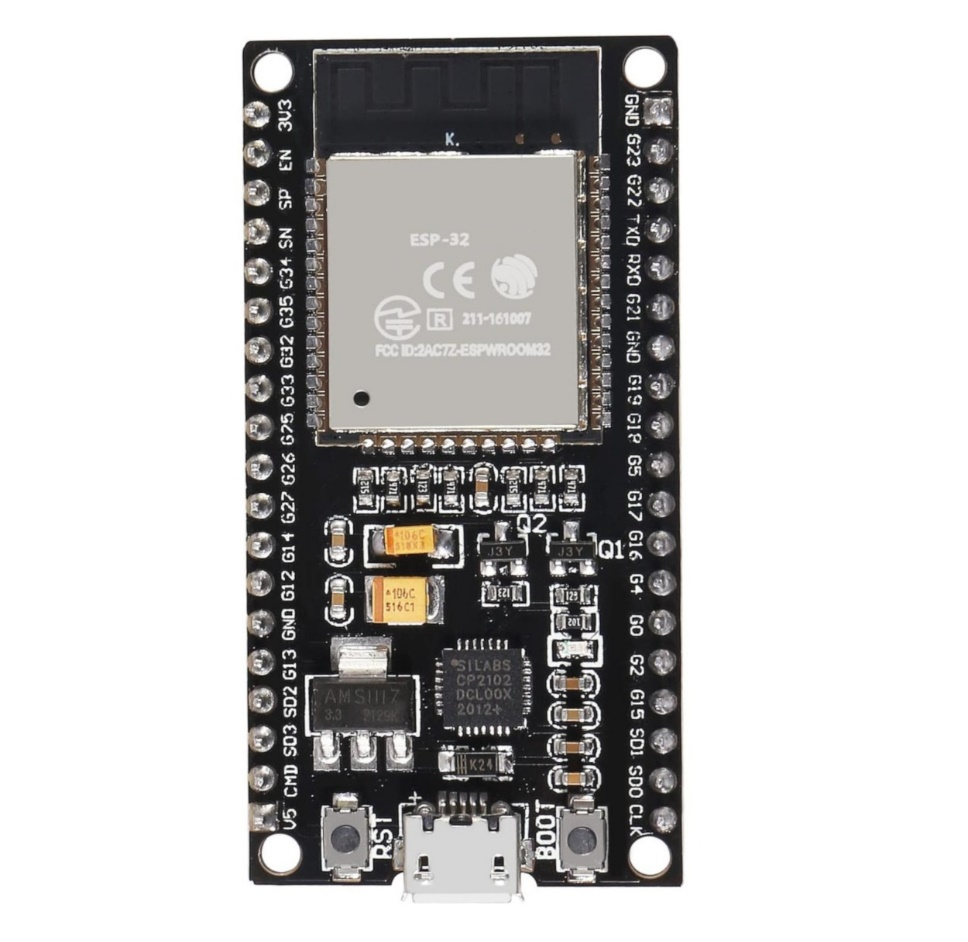 K.
ESP-32
CE
R 211-161007
FCC ID:2AC7Z-ESPWROOM32
3V3
EN
SP
SN
G34
G35
G32
G33
G25
G26
G27
G14
G12
GND
G13
SD2
SD3
CMD
V5
GND
G23
G22
TXD
RXD
G21
GND
G19
G18
G5
G17
G16
G4
G0
G2
G15
SD1
SD0
CLK
Q2
J3Y
J3Y
Q1
106C
106C
516C1
123
102
AMS1117
3.3
SILABS
CP2102
DCL00X
2012+
K24
+
RST
BOOT